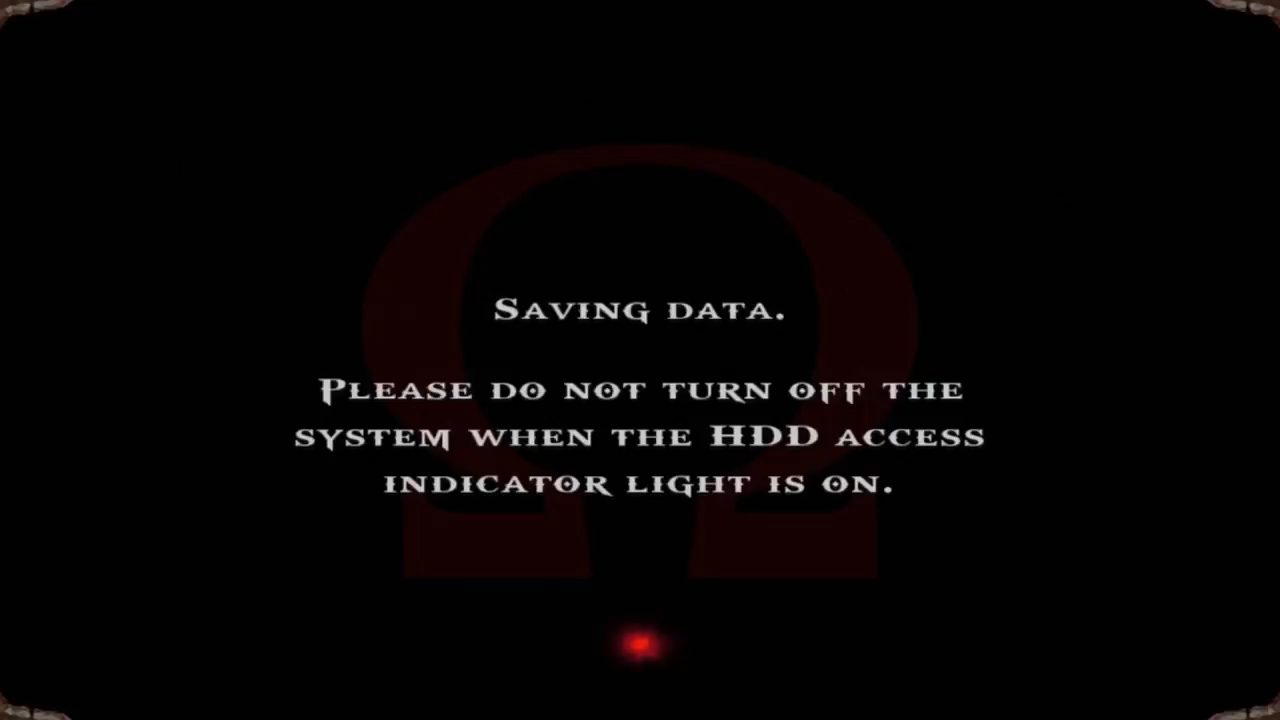 Saving data.
Please do not turn off the
system when the HDD access
indicator light is on.